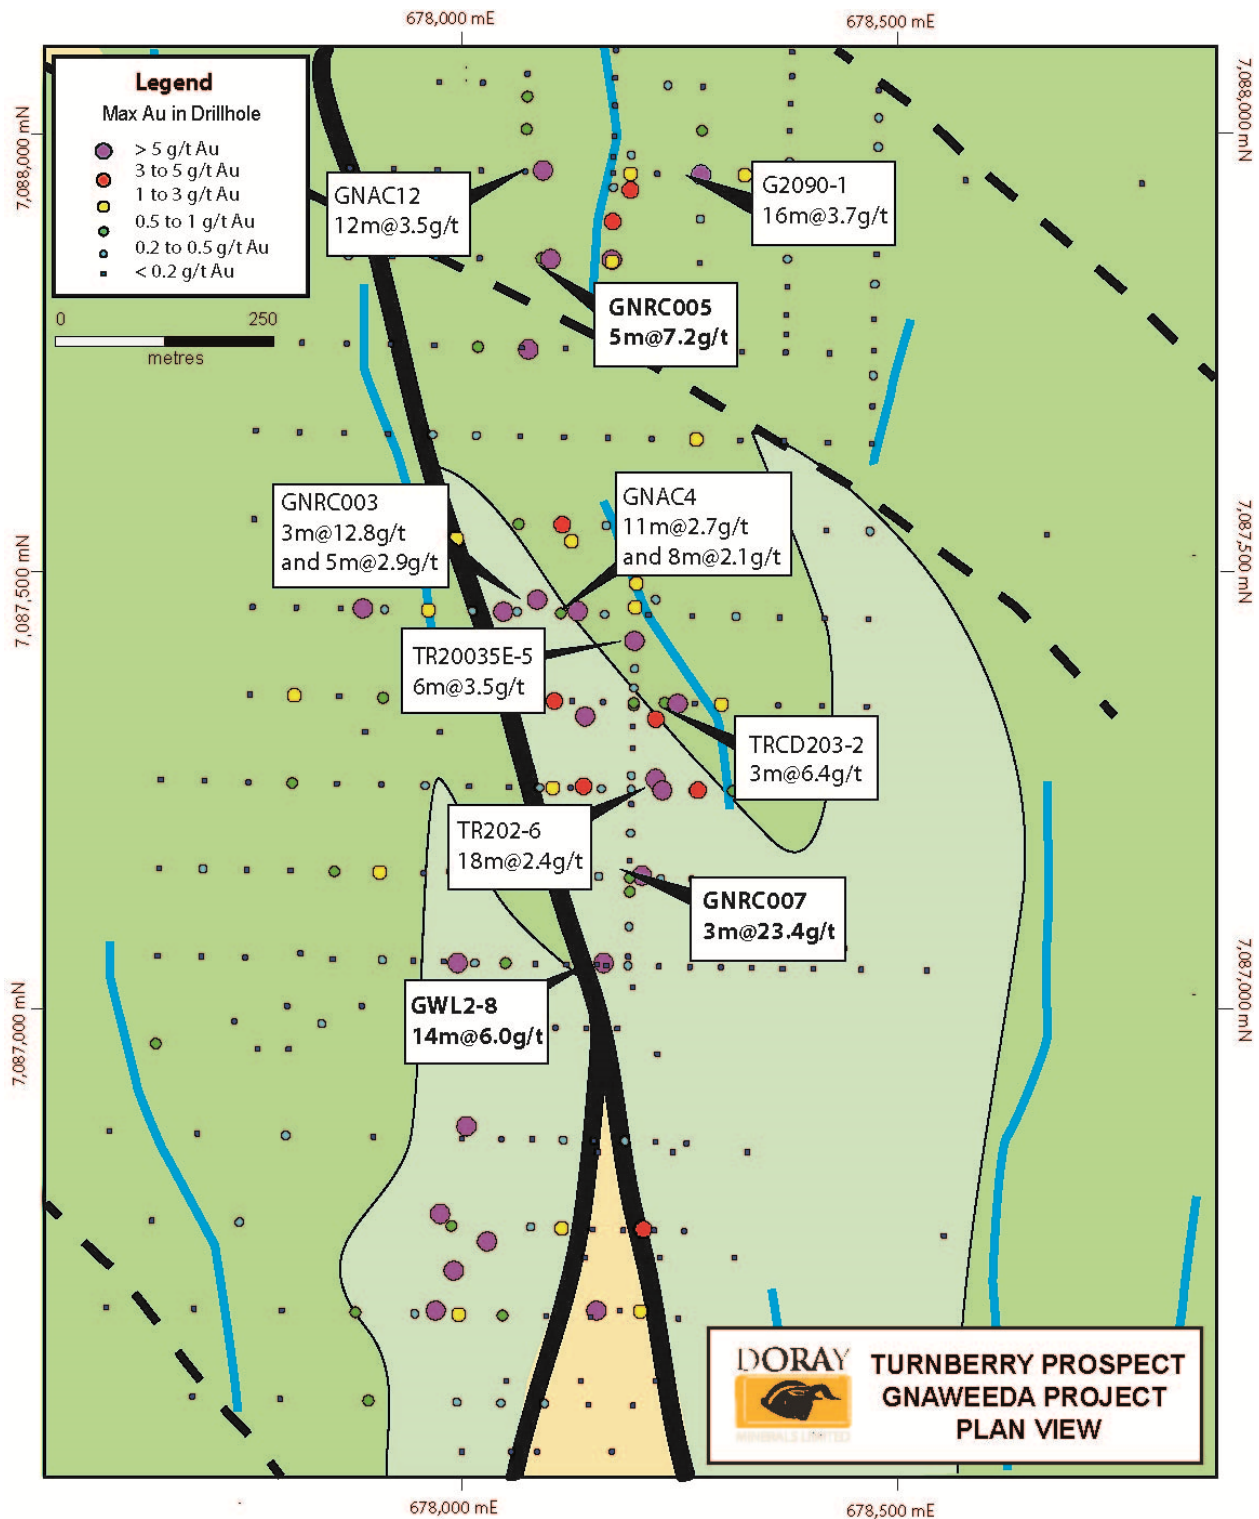 678,000 mE
678,500 mE
7,088,000 mN
7,088,000 mN
Legend
Max Au in Drillhole
> 5 g/t Au
3 to 5 g/t Au
1 to 3 g/t Au
0.5 to 1 g/t Au
0.2 to 0.5 g/t Au
< 0.2 g/t Au
0
250
metres
GNAC12
12m@3.5g/t
G2090-1
16m@3.7g/t
GNRC005
5m@7.2g/t
GNRC003
3m@12.8g/t
and 5m@2.9g/t
GNAC4
11m@2.7g/t
and 8m@2.1g/t
7,087,500 mN
7,087,500 mN
TR20035E-5
6m@3.5g/t
TRCD203-2
3m@6.4g/t
TR202-6
18m@2.4g/t
GNRC007
3m@23.4g/t
GWL2-8
14m@6.0g/t
7,087,000 mN
7,087,000 mN
DORAY
MINERALS LIMITED
TURNBERRY PROSPECT
GNAWEEDA PROJECT
PLAN VIEW
678,000 mE
678,500 mE